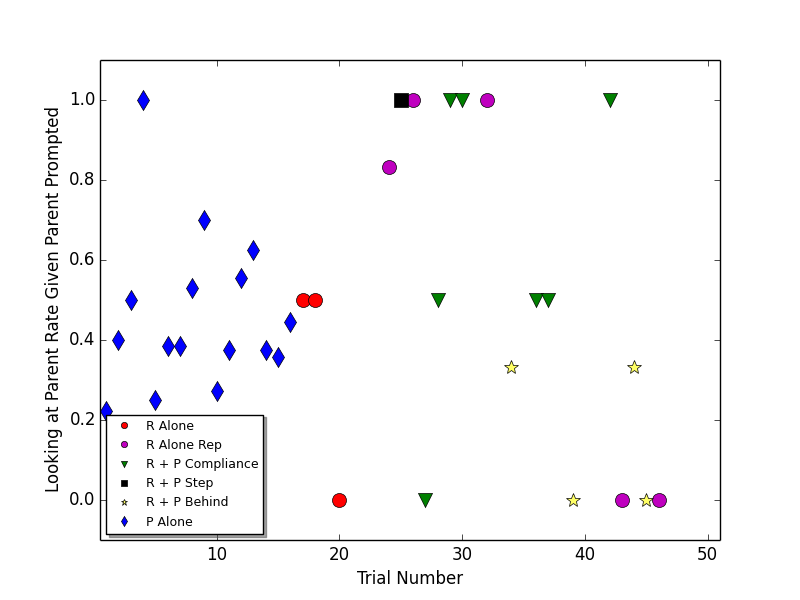 Looking at Parent Rate Given Parent Prompted
1.0
0.8
0.6
0.4
0.2
0.0
R Alone
R Alone Rep
R + P Compliance
R + P Step
R + P Behind
P Alone
10 20 30 40 50
Trial Number